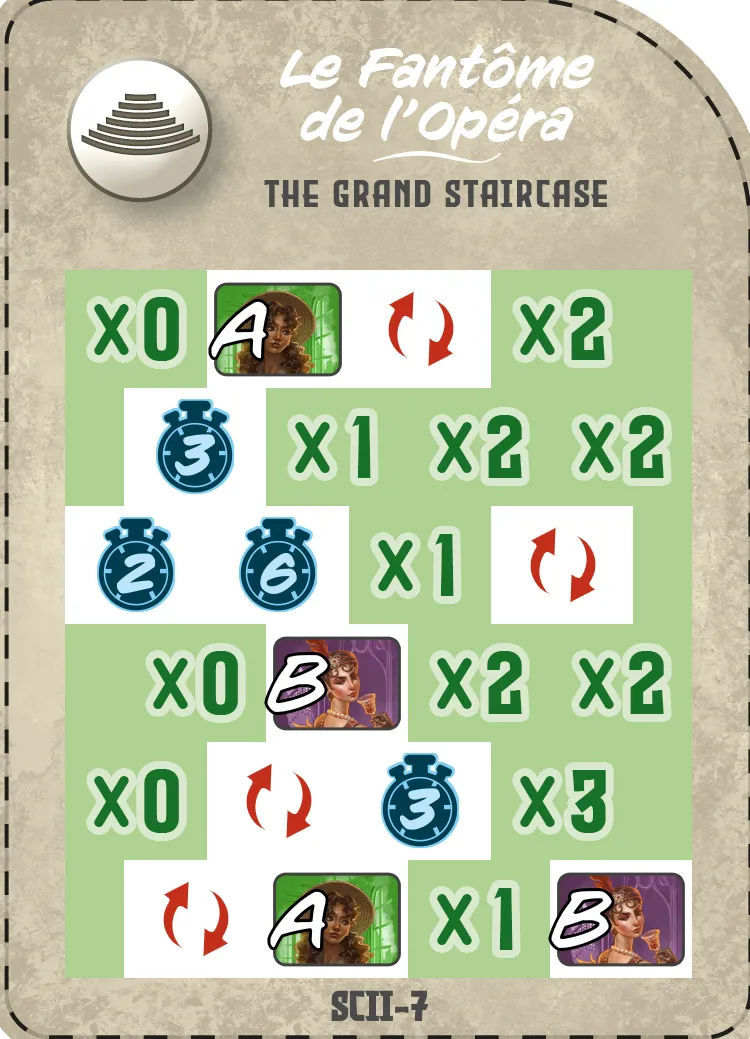 Le Fantôme
de l'Opéra
THE GRAND STAIRCASE
X0 A X2
3 X1 X2 X2
2 6 X1
X0 B X2 X2
X0 3 X3
A X1 B
SCII-7